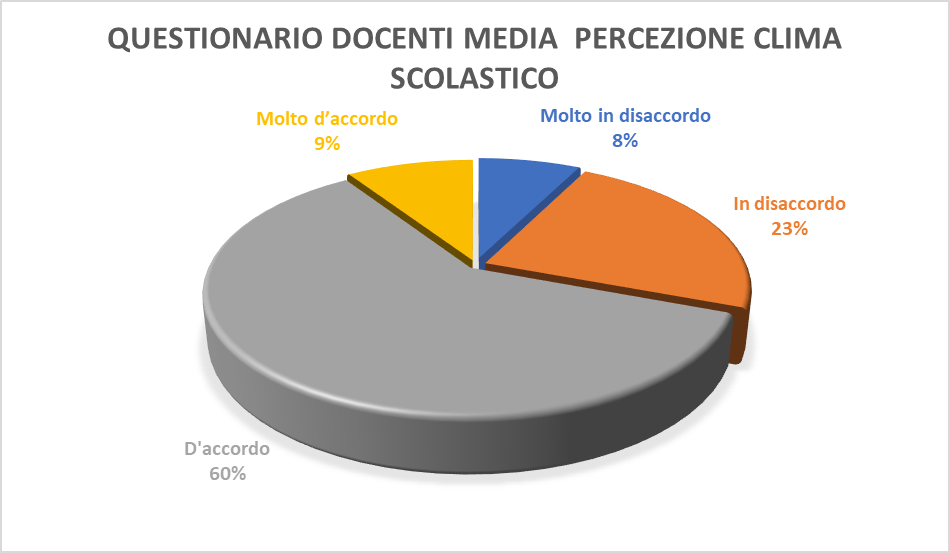 QUESTIONARIO DOCENTI MEDIA  PERCEZIONE CLIMA
SCOLASTICO
Molto d’accordo
9%
Molto in disaccordo
8%
In disaccordo
23%
D'accordo
60%